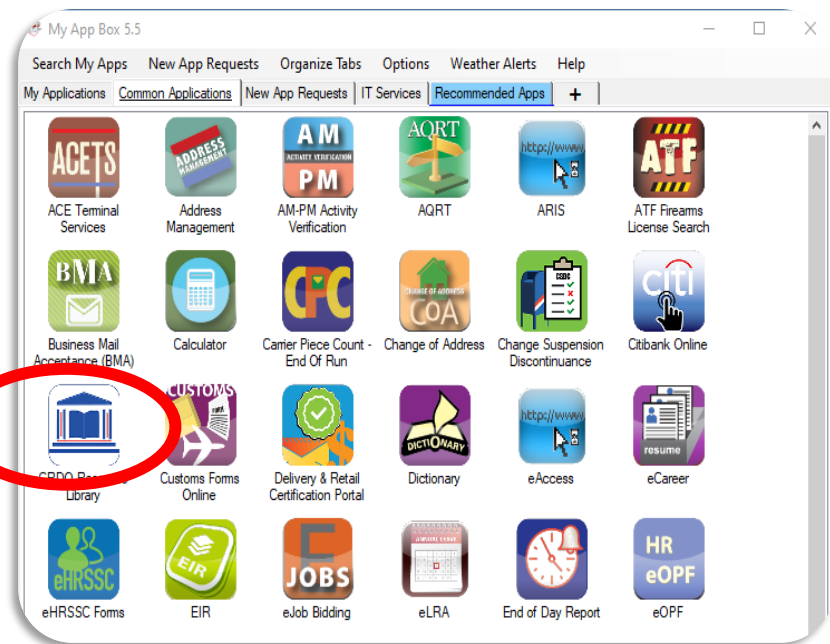 My App Box 5.5
Search My Apps New App Requests Organize Tabs Options Weather Alerts Help
My Applications Common Applications New App Requests IT Services Recommended Apps +
ACETS
ADDRESS MANAGEMENT
AM
ACTIVITY VERIFICATION
PM
AQRT
http://www.
ATF
ACE Terminal Services
Address Management
AM-PM Activity Verification
AQRT
ARIS
ATF Firearms License Search
BMA
CPC
CHANGE OF ADDRESS
COA
CSDC
citi
Business Mail Acceptance (BMA)
Calculator
Carrier Piece Count - End Of Run
Change of Address
Change Suspension Discontinuance
Citibank Online
CUSTOMS
FORM
DICTIONARY
http://www.
resume
Library
Customs Forms Online
Delivery & Retail Certification Portal
Dictionary
eAccess
eCareer
eHRSSC
EIR
E
JOBS
ANNUAL LEAVE
HR
eOPF
eHRSSC Forms
EIR
eJob Bidding
eLRA
End of Day Report
eOPF